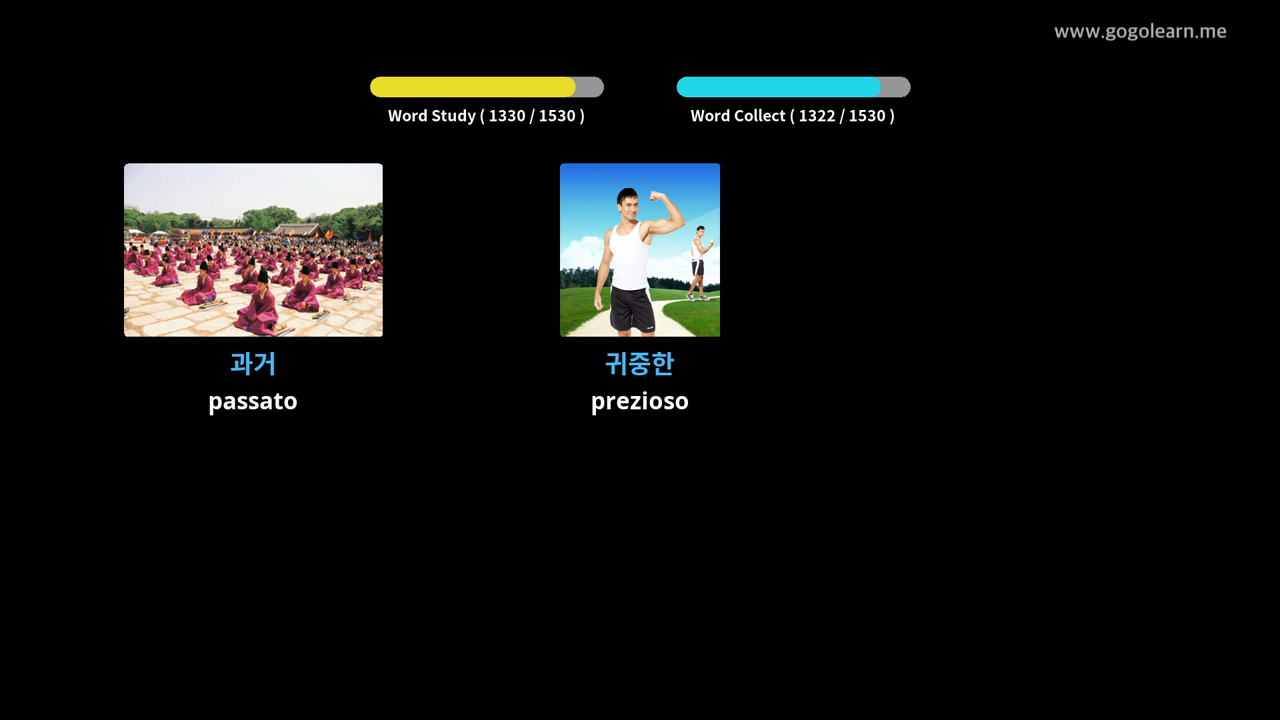 www.gogolearn.me
Word Study ( 1330 / 1530 )
Word Collect ( 1322 / 1530 )
과거
passato
귀중한
prezioso